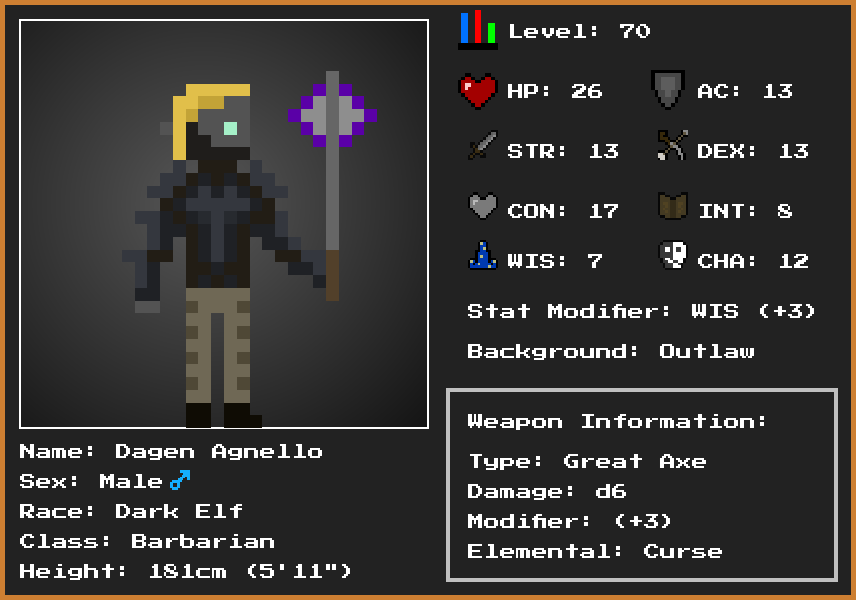 Level: 70
HP: 26 AC: 13
STR: 13 DEX: 13
CON: 17 INT: 8
WIS: 7 CHA: 12
Stat Modifier: WIS (+3)
Background: Outlaw
Weapon Information:
Type: Great Axe
Damage: d6
Modifier: (+3)
Elemental: Curse
Name: Dagen Agnello
Sex: Male ♂
Race: Dark Elf
Class: Barbarian
Height: 181cm (5'11")